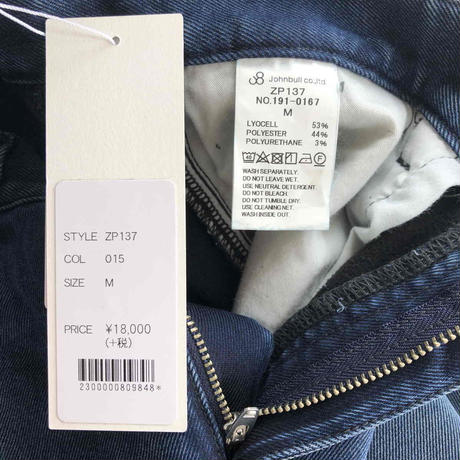 STYLE ZP137
COL 015
SIZE M
PRICE ¥18,000
(+税)
2300000809848*
Johnbull co.,ltd.
ZP137
NO.191-0167
M
LYOCELL 53%
POLYESTER 44%
POLYURETHANE 3%
WASH SEPARATELY.
DO NOT LEAVE WET.
USE NEUTRAL DETERGENT
DO NOT BLEACH.
DO NOT TUMBLE DRY.
USE CLEANING NET.
WASH INSIDE OUT.